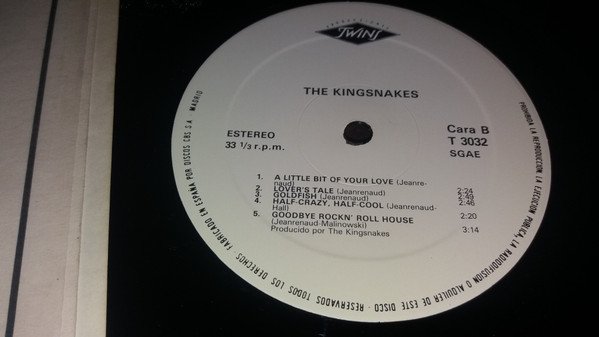 PRODUCCIONES
TWINS
THE KINGSNAKES
ESTEREO
33 1/3 r.p.m.
Cara B
T 3032
SGAE
1. A LITTLE BIT OF YOUR LOVE (Jeanre-
naud) 2:24
2. LOVER'S TALE (Jeanrenaud) 2:49
3. GOLDFISH (Jeanrenaud) 2:46
4. HALF-CRAZY, HALF-COOL (Jeanrenaud-
Hall) 2:20
5. GOODBYE ROCKN' ROLL HOUSE
(Jeanrenaud-Malinowski) 3:14
Producido por The Kingsnakes
FABRICADO EN ESPAÑA POR DISCOS CBS S.A. MADRID
PROHIBIDA LA REPRODUCCION, LA EJECUCION PUBLICA, LA RADIODIFUSION O ALQUILER DE ESTE DISCO - RESERVADOS TODOS LOS DERECHOS